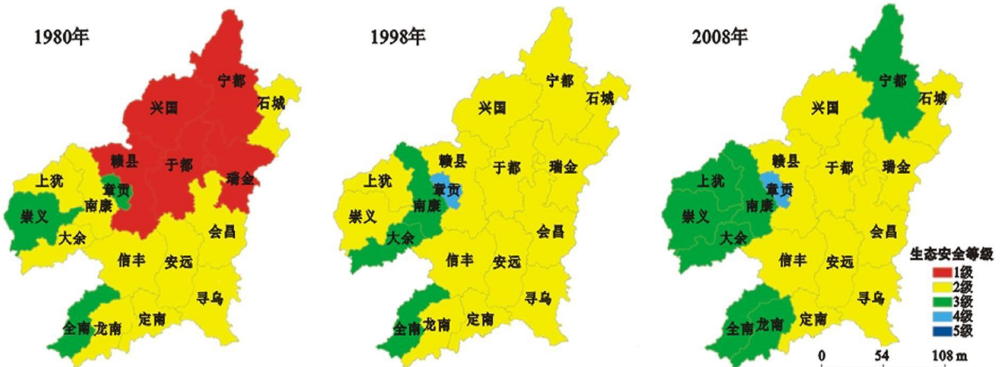 1980年
宁都
石城
兴国
赣县
于都
瑞金
上犹
章贡
崇义
南康
大余
会昌
信丰
安远
寻乌
全南
龙南
定南
1998年
宁都
石城
兴国
赣县
于都
瑞金
上犹
章贡
崇义
南康
大余
会昌
信丰
安远
寻乌
全南
龙南
定南
2008年
宁都
石城
兴国
赣县
于都
瑞金
上犹
章贡
崇义
南康
大余
会昌
信丰
安远
寻乌
全南
龙南
定南
生态安全等级
1级
2级
3级
4级
5级
0 54 108 m